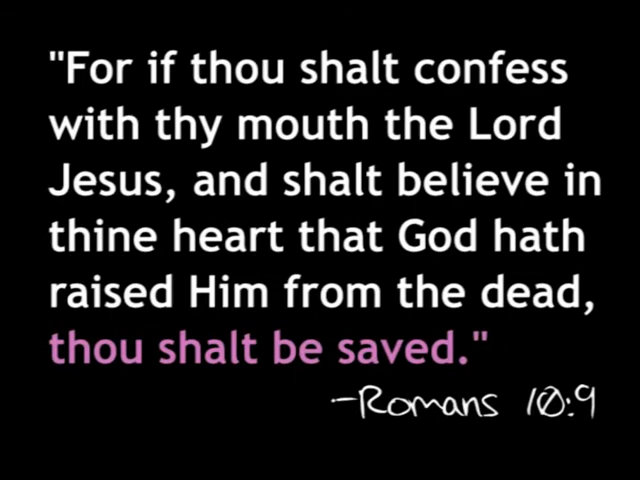 "For if thou shalt confess
with thy mouth the Lord
Jesus, and shalt believe in
thine heart that God hath
raised Him from the dead,
thou shalt be saved."
-Romans 10:9